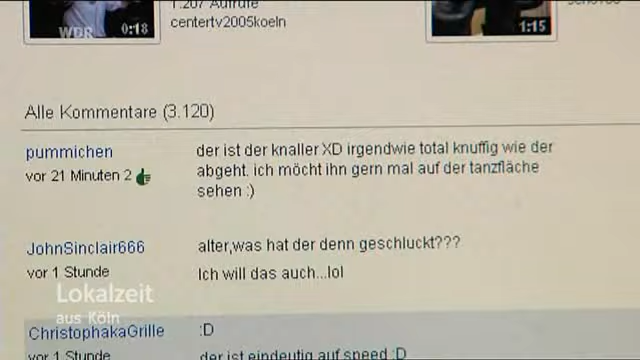 1.207 Aufrufe
WDR
0:18
centertv2005koeln
1:15
Alle Kommentare (3.120)
pummichen
der ist der knaller XD irgendwie total knuffig wie der
vor 21 Minuten 2
abgeht. ich möcht ihn gern mal auf der tanzfläche
sehen :)
JohnSinclair666
alter,was hat der denn geschluckt???
vor 1 Stunde
Ich will das auch...lol
Lokalzeit
aus Köln
ChristophakaGrille
:D
vor 1 Stunde
der ist eindeutig auf speed :D